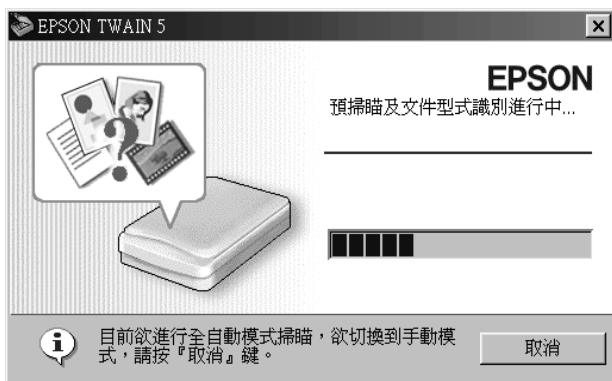 EPSON TWAIN 5
EPSON
預掃瞄及文件型式識別進行中...
目前欲進行全自動模式掃瞄，欲切換到手動模
式，請按『取消』鍵。
取消